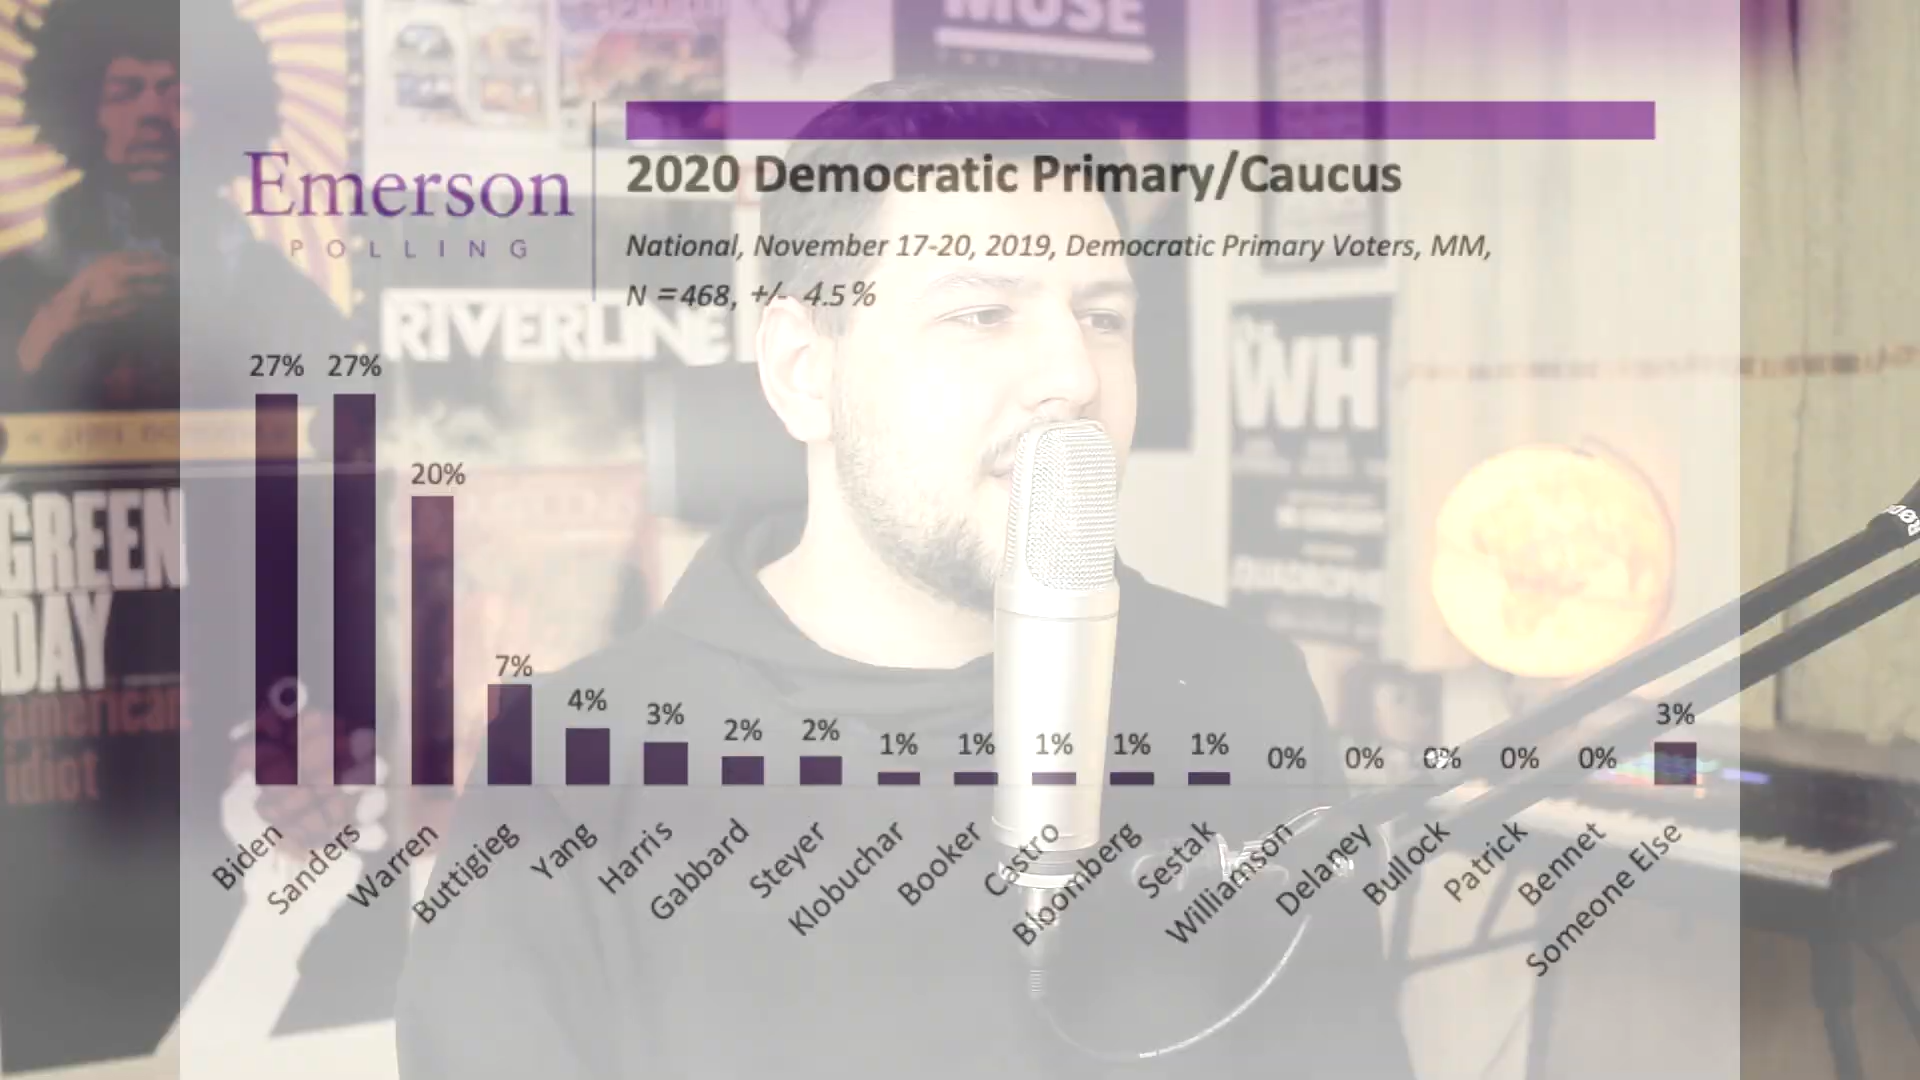 MUSE
Emerson
POLLING
2020 Democratic Primary/Caucus
National, November 17-20, 2019, Democratic Primary Voters, MM,
N =468, +/- 4.5%
RIVERLINE
27%
27%
20%
7%
4%
3%
2%
2%
1%
1%
1%
1%
1%
0%
0%
0%
0%
0%
3%
Biden
Sanders
Warren
Buttigieg
Yang
Harris
Gabbard
Steyer
Klobuchar
Booker
Castro
Bloomberg
Sestak
Williamson
Delaney
Bullock
Patrick
Bennet
Someone Else
GREEN
DAY
american
idiot
WH